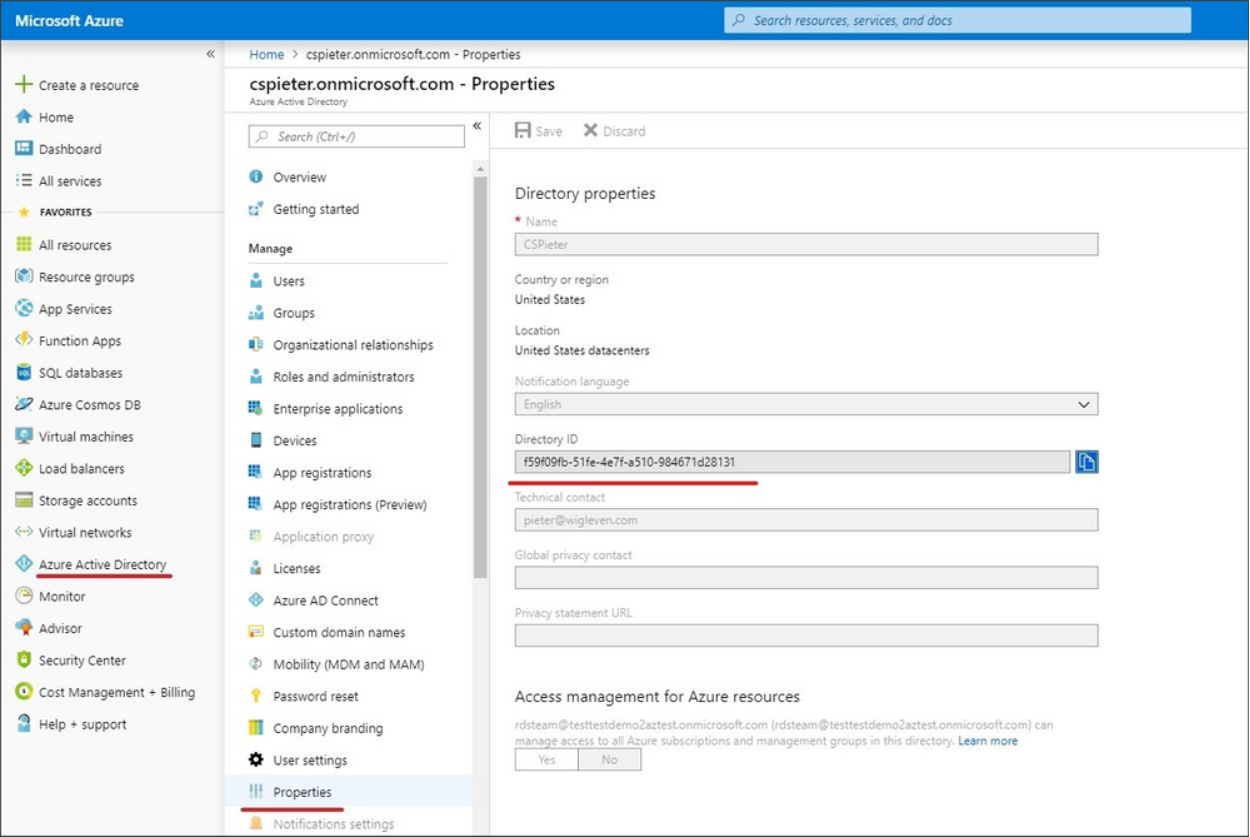 Microsoft Azure
Search resources, services, and docs
«
Create a resource
Home
Dashboard
All services
FAVORITES
All resources
Resource groups
App Services
Function Apps
SQL databases
Azure Cosmos DB
Virtual machines
Load balancers
Storage accounts
Virtual networks
Azure Active Directory
Monitor
Advisor
Security Center
Cost Management + Billing
Help + support
Home > cspieter.onmicrosoft.com - Properties
cspieter.onmicrosoft.com - Properties
Azure Active Directory
Search (Ctrl+/)
«
Overview
Getting started
Manage
Users
Groups
Organizational relationships
Roles and administrators
Enterprise applications
Devices
App registrations
App registrations (Preview)
Application proxy
Licenses
Azure AD Connect
Custom domain names
Mobility (MDM and MAM)
Password reset
Company branding
User settings
Properties
Notifications settings
Save Discard
Directory properties
* Name
CSPieter
Country or region
United States
Location
United States datacenters
Notification language
English
Directory ID
f59f09fb-51fe-4e7f-a510-984671d28131
Technical contact
pieter@wigleven.com
Global privacy contact
Privacy statement URL
Access management for Azure resources
rdsteam@testtestdemo2aztest.onmicrosoft.com (rdsteam@testtestdemo2aztest.onmicrosoft.com) can
manage access to all Azure subscriptions and management groups in this directory. Learn more
Yes No